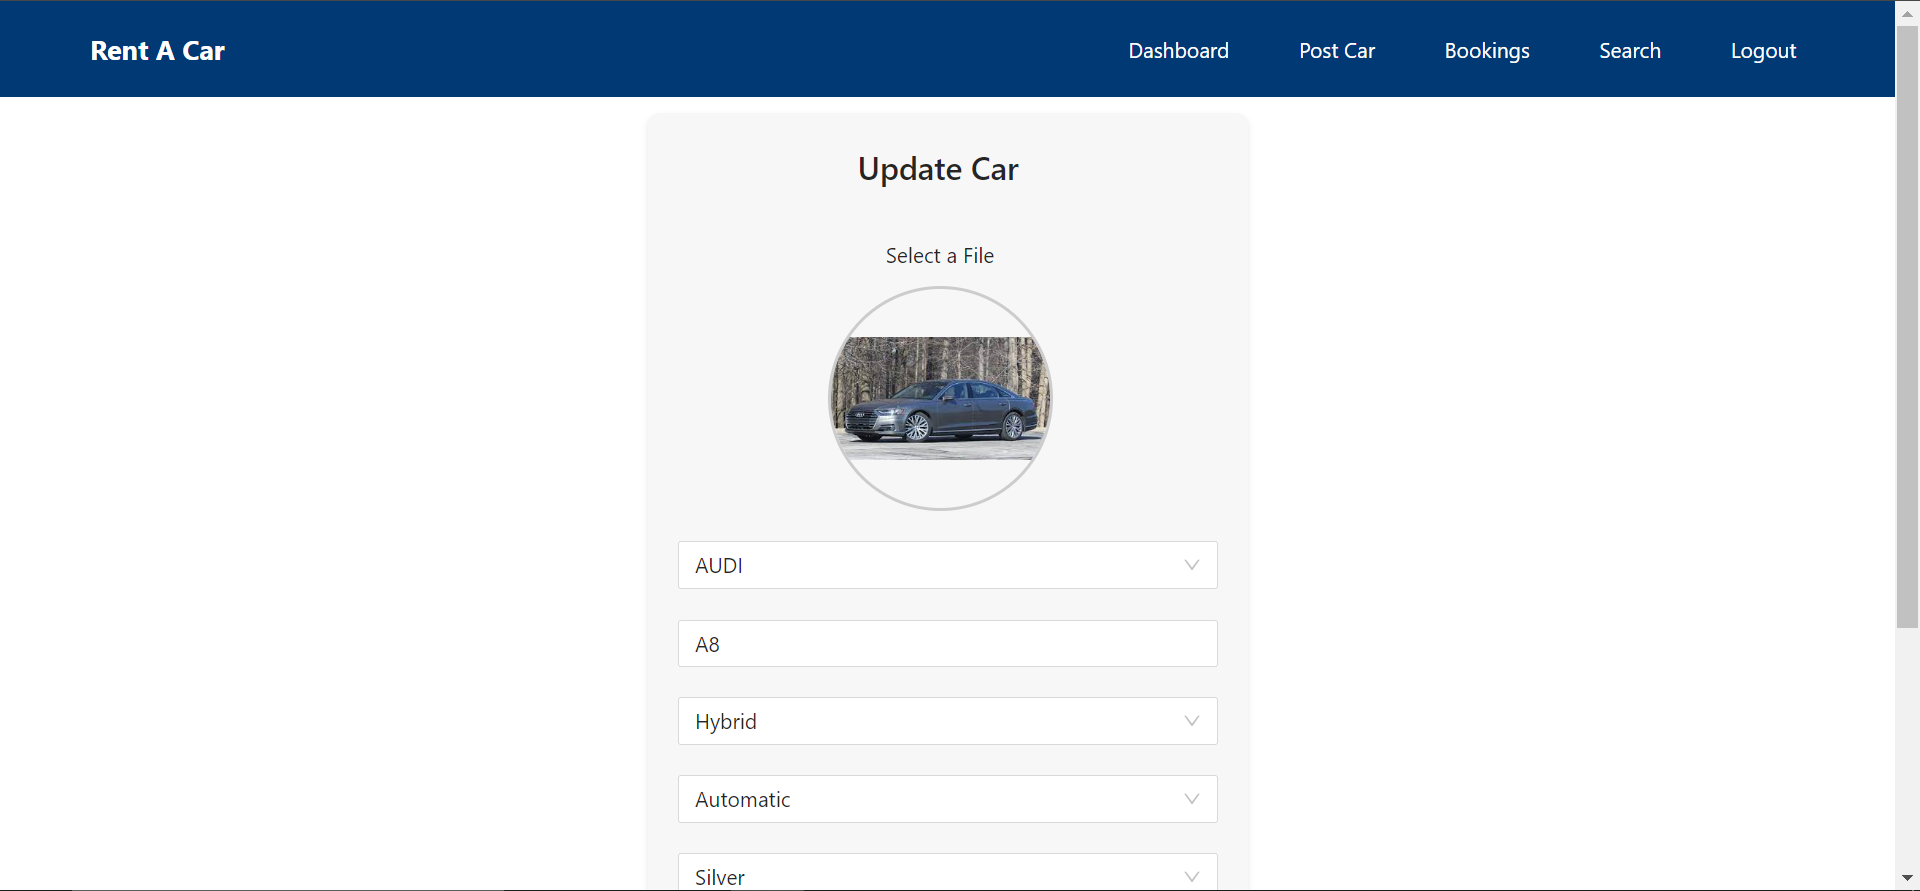 Rent A Car
Dashboard Post Car Bookings Search Logout
Update Car
Select a File
AUDI
A8
Hybrid
Automatic
Silver